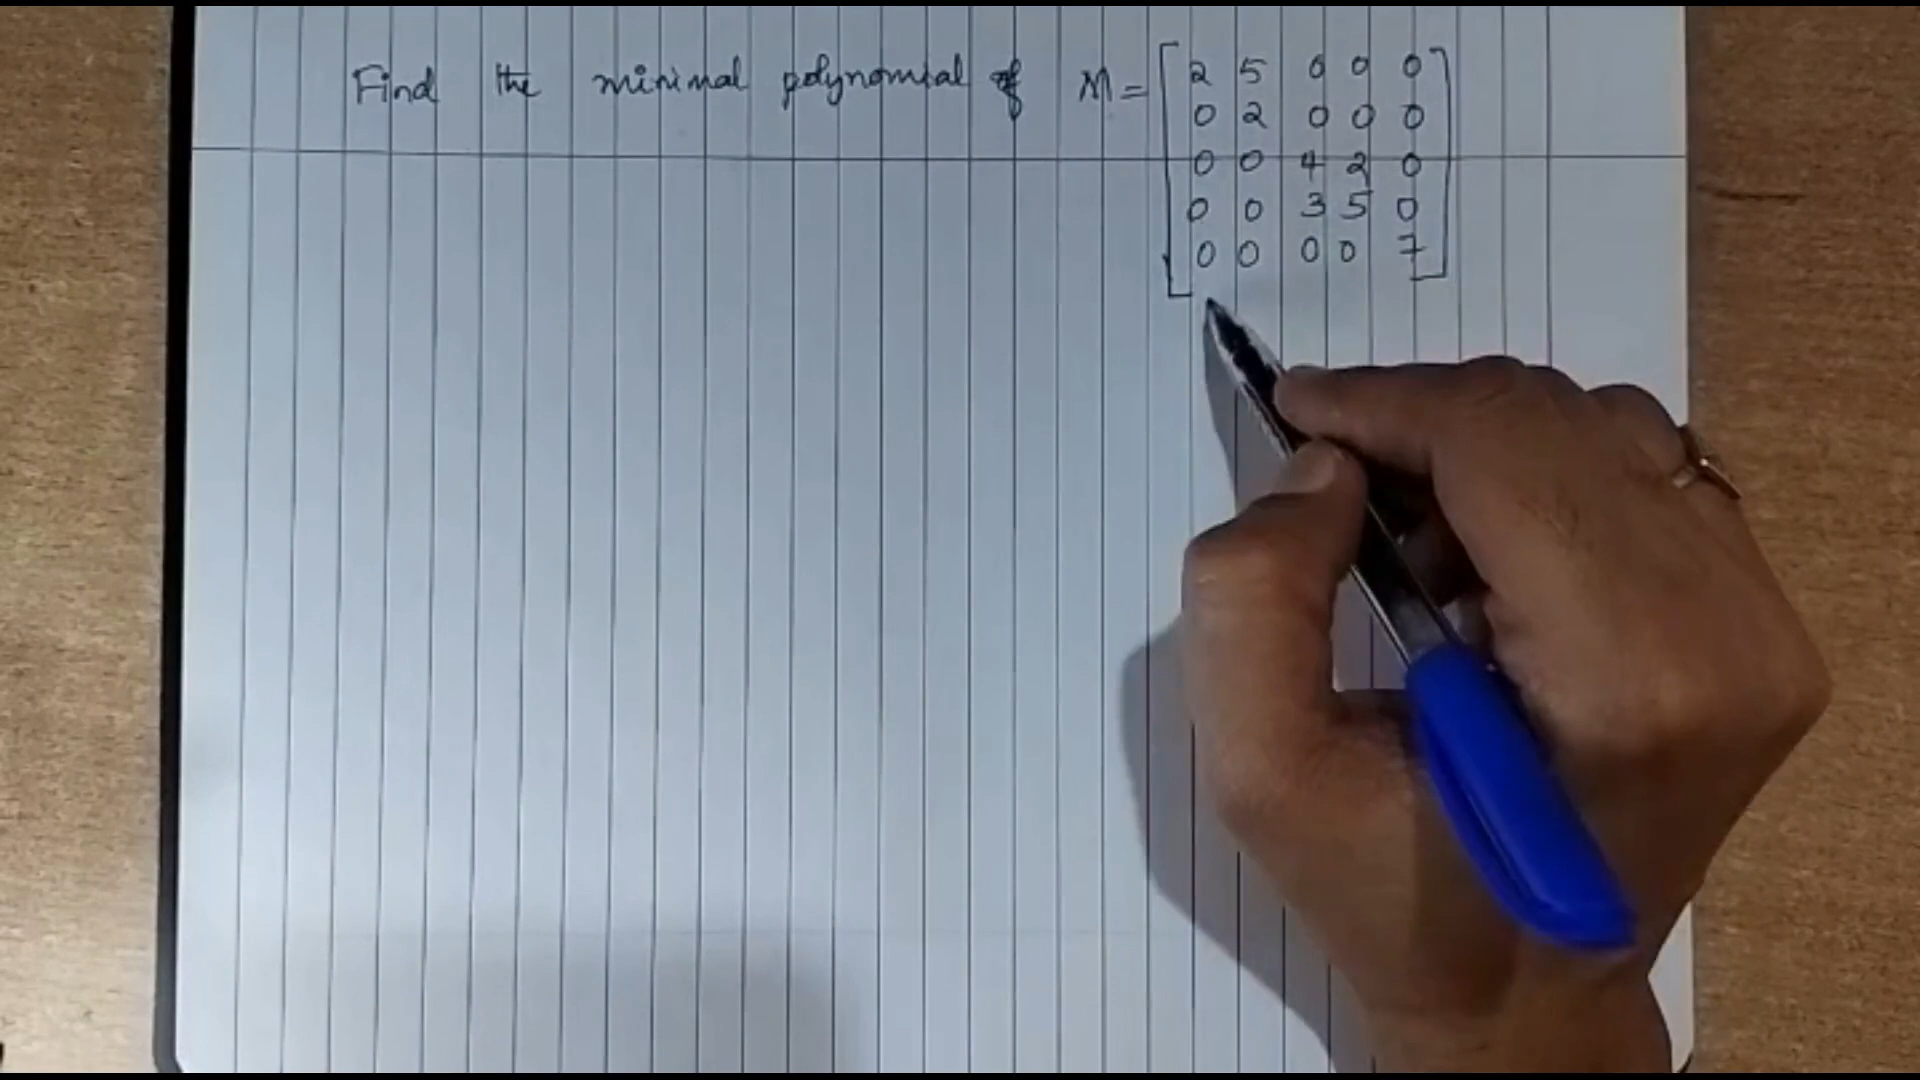 Find the minimal polynomial of M = [2 5 0 0 0
0 2 0 0 0
0 0 4 2 0
0 0 3 5 0
0 0 0 0 7]